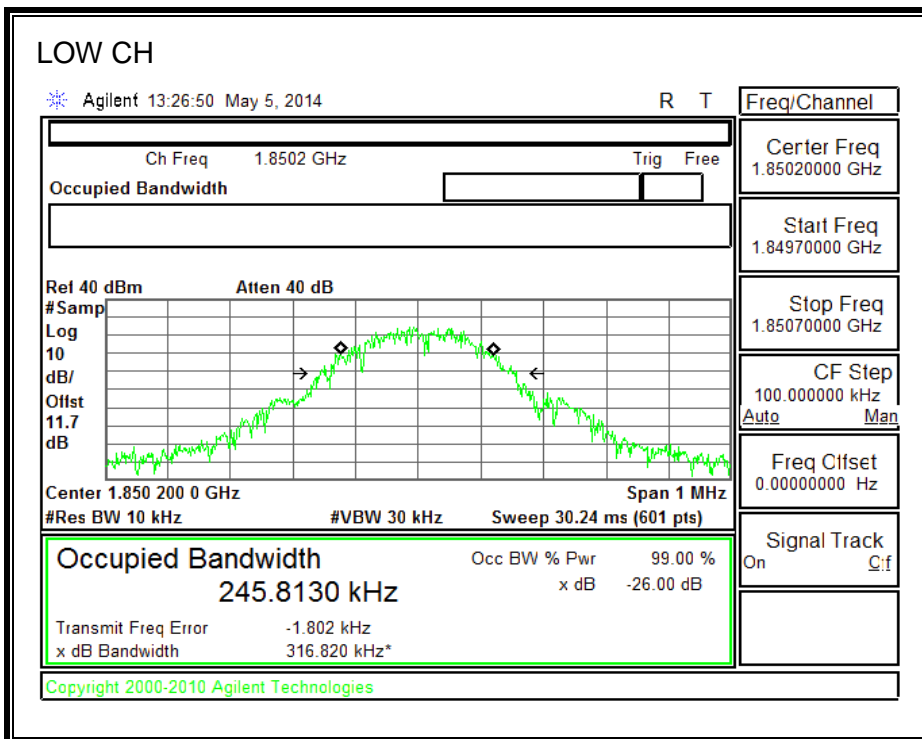 LOW CH
Agilent 13:26:50 May 5, 2014 R T
Ch Freq 1.8502 GHz Trig Free
Occupied Bandwidth
Ref 40 dBm Atten 40 dB
#Samp
Log
10
dB/
Offst
11.7
dB
Center 1.850 200 0 GHz Span 1 MHz
#Res BW 10 kHz #VBW 30 kHz Sweep 30.24 ms (601 pts)
Occupied Bandwidth
245.8130 kHz
Occ BW % Pwr 99.00 %
x dB -26.00 dB
Transmit Freq Error -1.802 kHz
x dB Bandwidth 316.820 kHz*
Copyright 2000-2010 Agilent Technologies
Freq/Channel
Center Freq
1.85020000 GHz
Start Freq
1.84970000 GHz
Stop Freq
1.85070000 GHz
CF Step
100.000000 kHz
Auto Man
Freq Offset
0.00000000 Hz
Signal Track
On Off